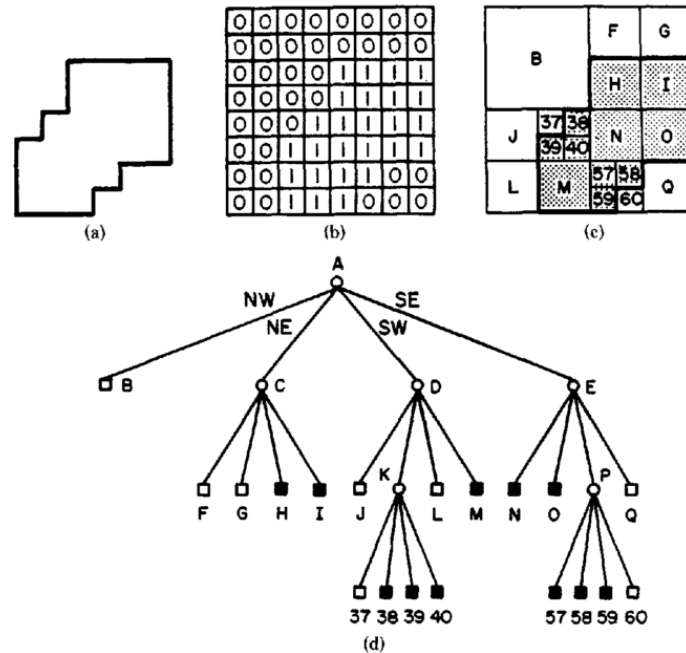 0 0 0 0 0 0 0 0
0 0 0 0 0 0 0 0
0 0 0 0 1 1 1 1
0 0 0 0 1 1 1 1
0 0 0 1 1 1 1 1
0 0 1 1 1 1 1 1
0 0 1 1 1 1 0 0
0 0 1 1 1 0 0 0
F G
B
H I
J 37 38 N O
39 40
L M 57 58 Q
59 60
(a) (b) (c)
A
NW SE
NE SW
B C D E
K P
F G H I J L M N O Q
37 38 39 40 57 58 59 60
(d)